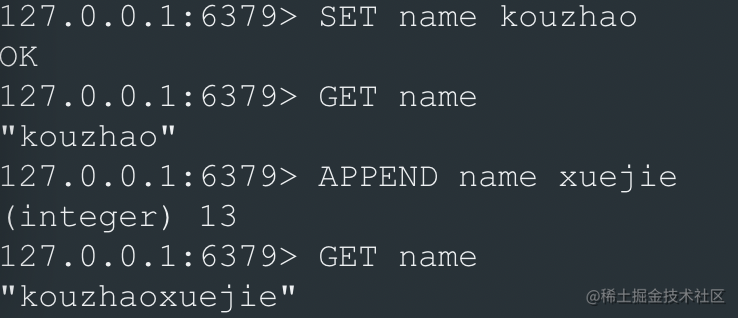 127.0.0.1:6379> SET name kouzhao
OK
127.0.0.1:6379> GET name
"kouzhao"
127.0.0.1:6379> APPEND name xuejie
(integer) 13
127.0.0.1:6379> GET name
"kouzhaoxuejie"
@稀土掘金技术社区